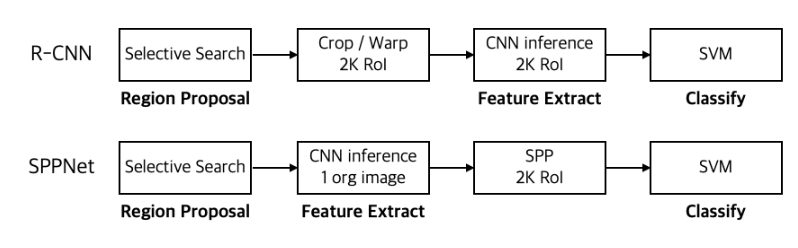 R-CNN
Selective Search
Crop / Warp
2K RoI
CNN inference
2K RoI
SVM
Region Proposal
Feature Extract
Classify
SPPNet
Selective Search
CNN inference
1 org image
SPP
2K RoI
SVM
Region Proposal
Feature Extract
Classify